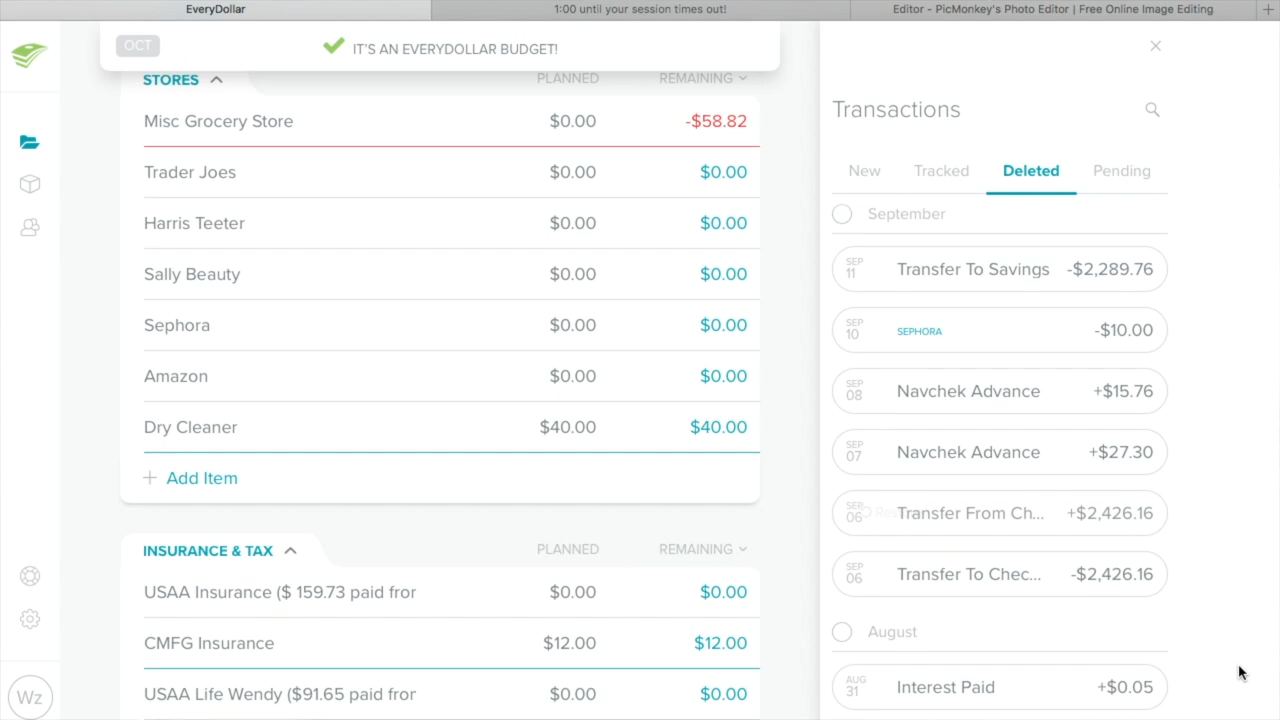 EveryDollar
1:00 until your session times out!
Editor - PicMonkey's Photo Editor | Free Online Image Editing
OCT
IT'S AN EVERYDOLLAR BUDGET!
STORES PLANNED REMAINING
Misc Grocery Store $0.00 -$58.82
Trader Joes $0.00 $0.00
Harris Teeter $0.00 $0.00
Sally Beauty $0.00 $0.00
Sephora $0.00 $0.00
Amazon $0.00 $0.00
Dry Cleaner $40.00 $40.00
+ Add Item
INSURANCE & TAX PLANNED REMAINING
USAA Insurance ($ 159.73 paid fror $0.00 $0.00
CMFG Insurance $12.00 $12.00
USAA Life Wendy ($91.65 paid fror $0.00 $0.00
Wz
Transactions
New Tracked Deleted Pending
September
SEP 11 Transfer To Savings -$2,289.76
SEP 10 SEPHORA -$10.00
SEP 08 Navchek Advance +$15.76
SEP 07 Navchek Advance +$27.30
SEP 06 Transfer From Ch... +$2,426.16
SEP 06 Transfer To Chec... -$2,426.16
August
AUG 31 Interest Paid +$0.05